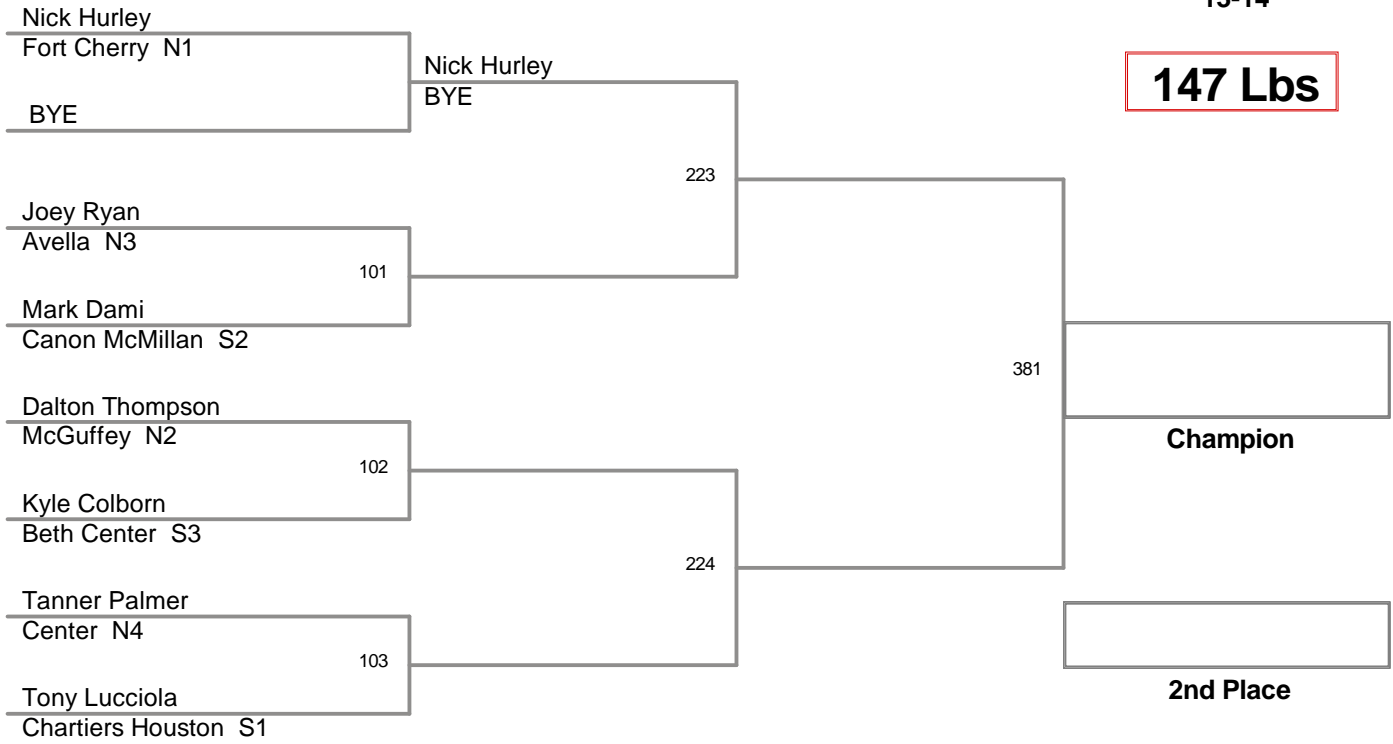 13-14
147 Lbs
Nick Hurley
Fort Cherry N1
BYE
Nick Hurley
BYE
223
Joey Ryan
Avella N3
101
Mark Dami
Canon McMillan S2
381
Champion
Dalton Thompson
McGuffey N2
102
Kyle Colborn
Beth Center S3
224
Tanner Palmer
Center N4
103
Tony Lucciola
Chartiers Houston S1
2nd Place